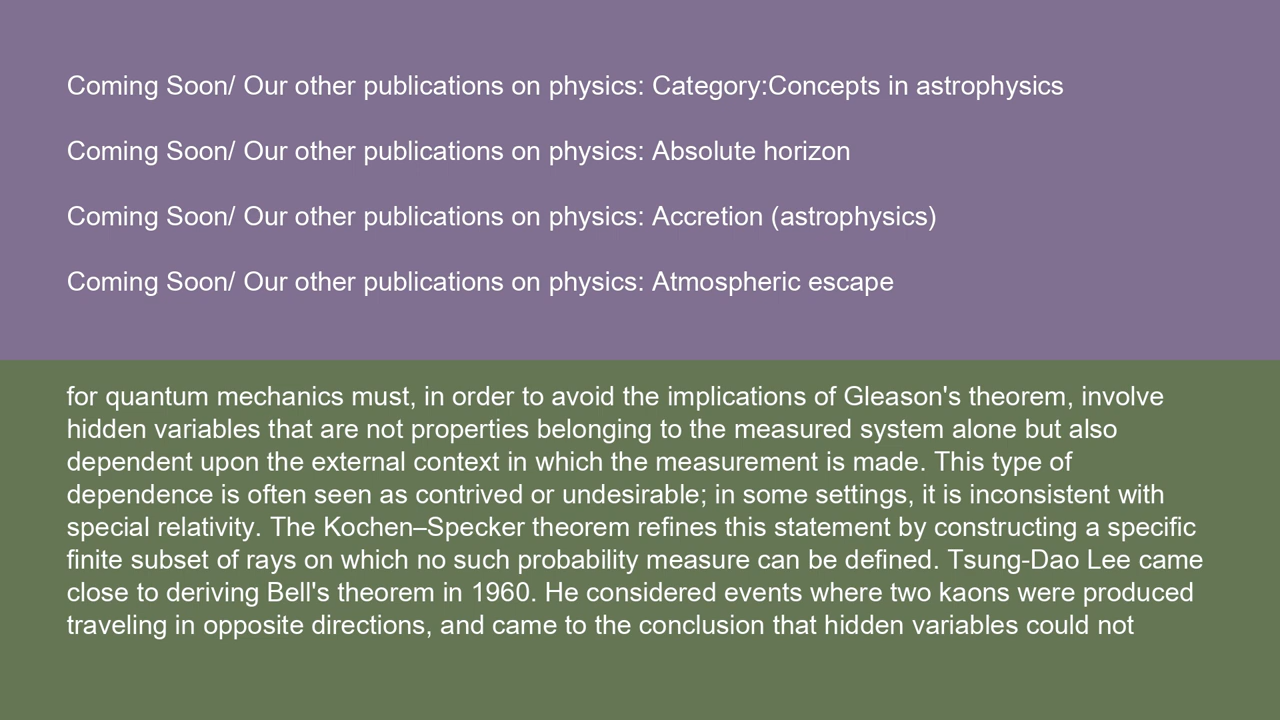 Coming Soon/ Our other publications on physics: Category:Concepts in astrophysics
Coming Soon/ Our other publications on physics: Absolute horizon
Coming Soon/ Our other publications on physics: Accretion (astrophysics)
Coming Soon/ Our other publications on physics: Atmospheric escape
for quantum mechanics must, in order to avoid the implications of Gleason's theorem, involve
hidden variables that are not properties belonging to the measured system alone but also
dependent upon the external context in which the measurement is made. This type of
dependence is often seen as contrived or undesirable; in some settings, it is inconsistent with
special relativity. The Kochen–Specker theorem refines this statement by constructing a specific
finite subset of rays on which no such probability measure can be defined. Tsung-Dao Lee came
close to deriving Bell's theorem in 1960. He considered events where two kaons were produced
traveling in opposite directions, and came to the conclusion that hidden variables could not